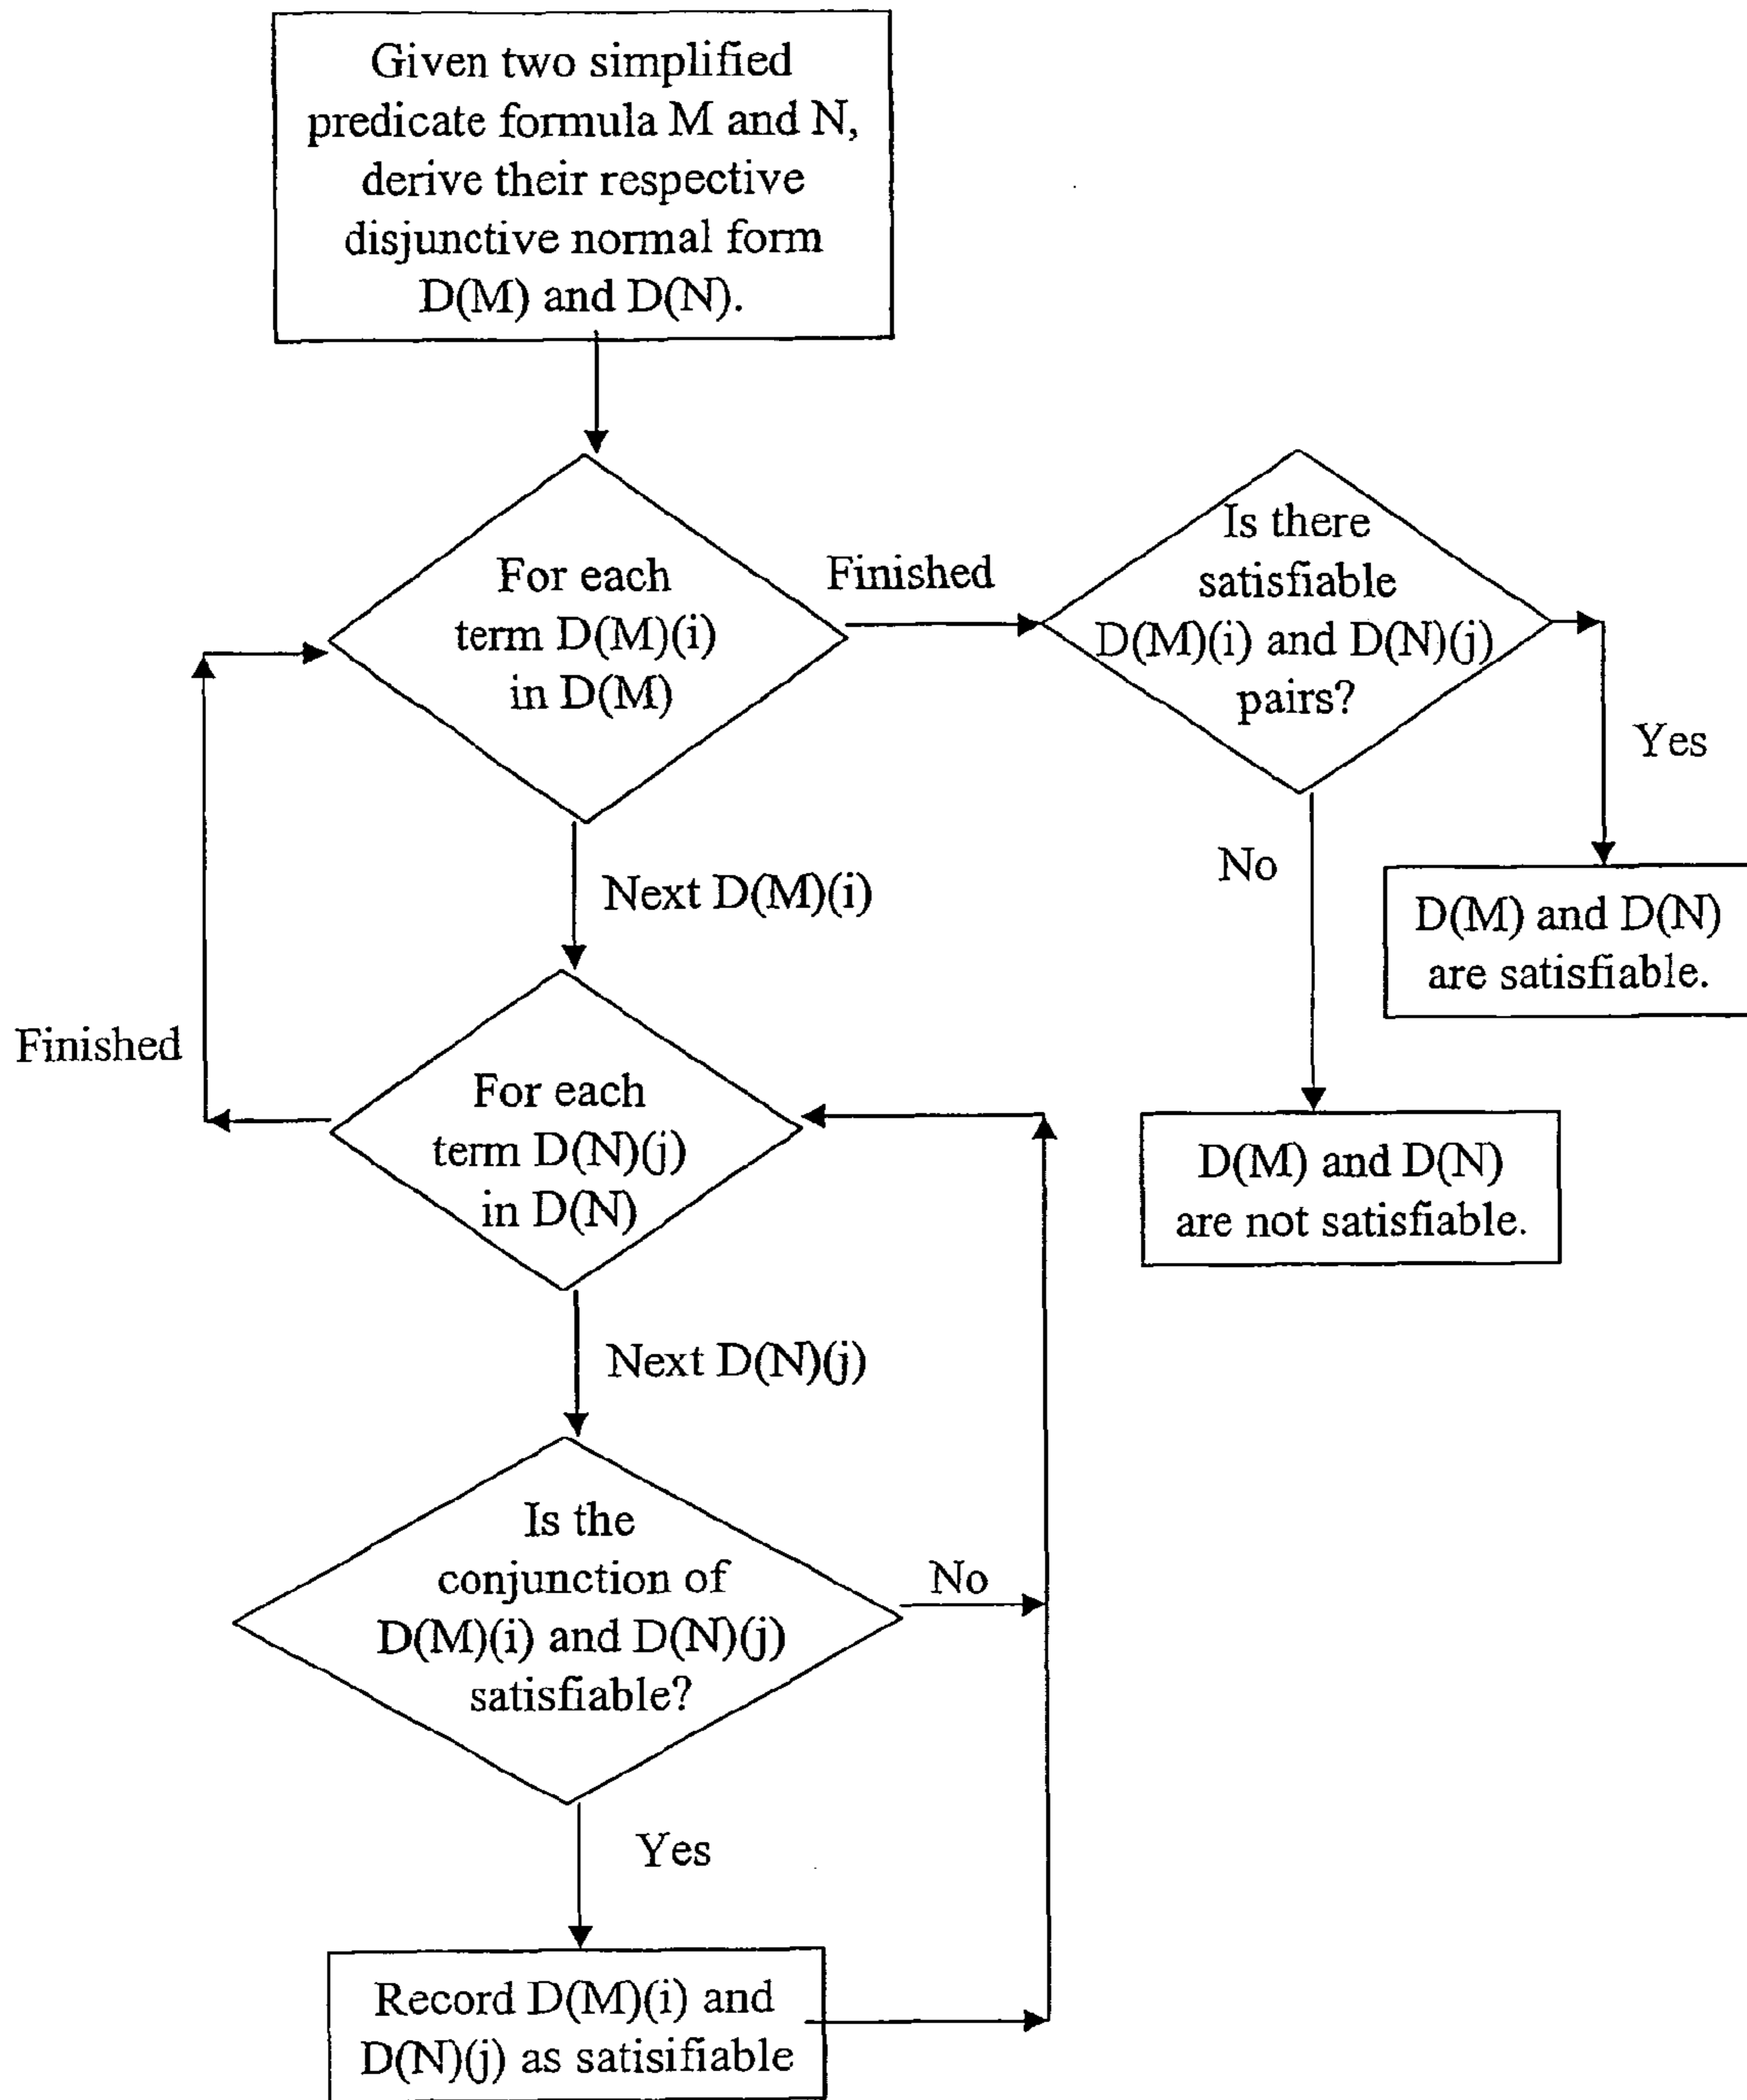 Given two simplified
predicate formula M and N,
derive their respective
disjunctive normal form
D(M) and D(N).
For each
term D(M)(i)
in D(M)
Finished
Is there
satisfiable
D(M)(i) and D(N)(j)
pairs?
Yes
No
Next D(M)(i)
D(M) and D(N)
are satisfiable.
Finished
For each
term D(N)(j)
in D(N)
D(M) and D(N)
are not satisfiable.
Next D(N)(j)
Is the
conjunction of
D(M)(i) and D(N)(j)
satisfiable?
No
Yes
Record D(M)(i) and
D(N)(j) as satisifiable